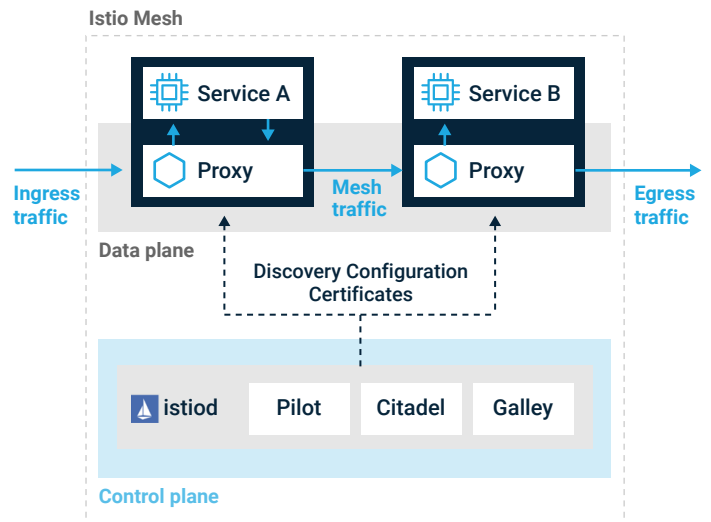 Istio Mesh
Service A
Service B
Proxy
Proxy
Ingress
traffic
Mesh
traffic
Egress
traffic
Data plane
Discovery Configuration
Certificates
istiod
Pilot
Citadel
Galley
Control plane